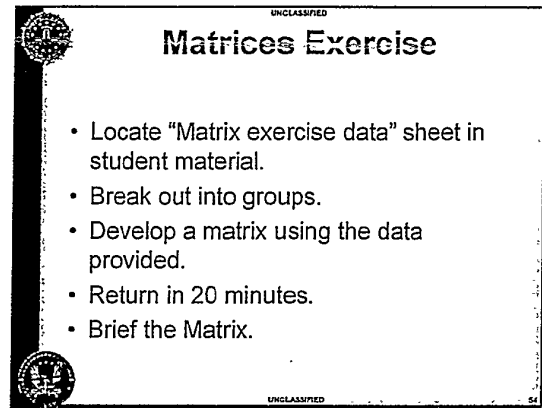 UNCLASSIFIED
Matrices Exercise
• Locate "Matrix exercise data" sheet in
student material.
• Break out into groups.
• Develop a matrix using the data
provided.
• Return in 20 minutes.
• Brief the Matrix.
UNCLASSIFIED
54